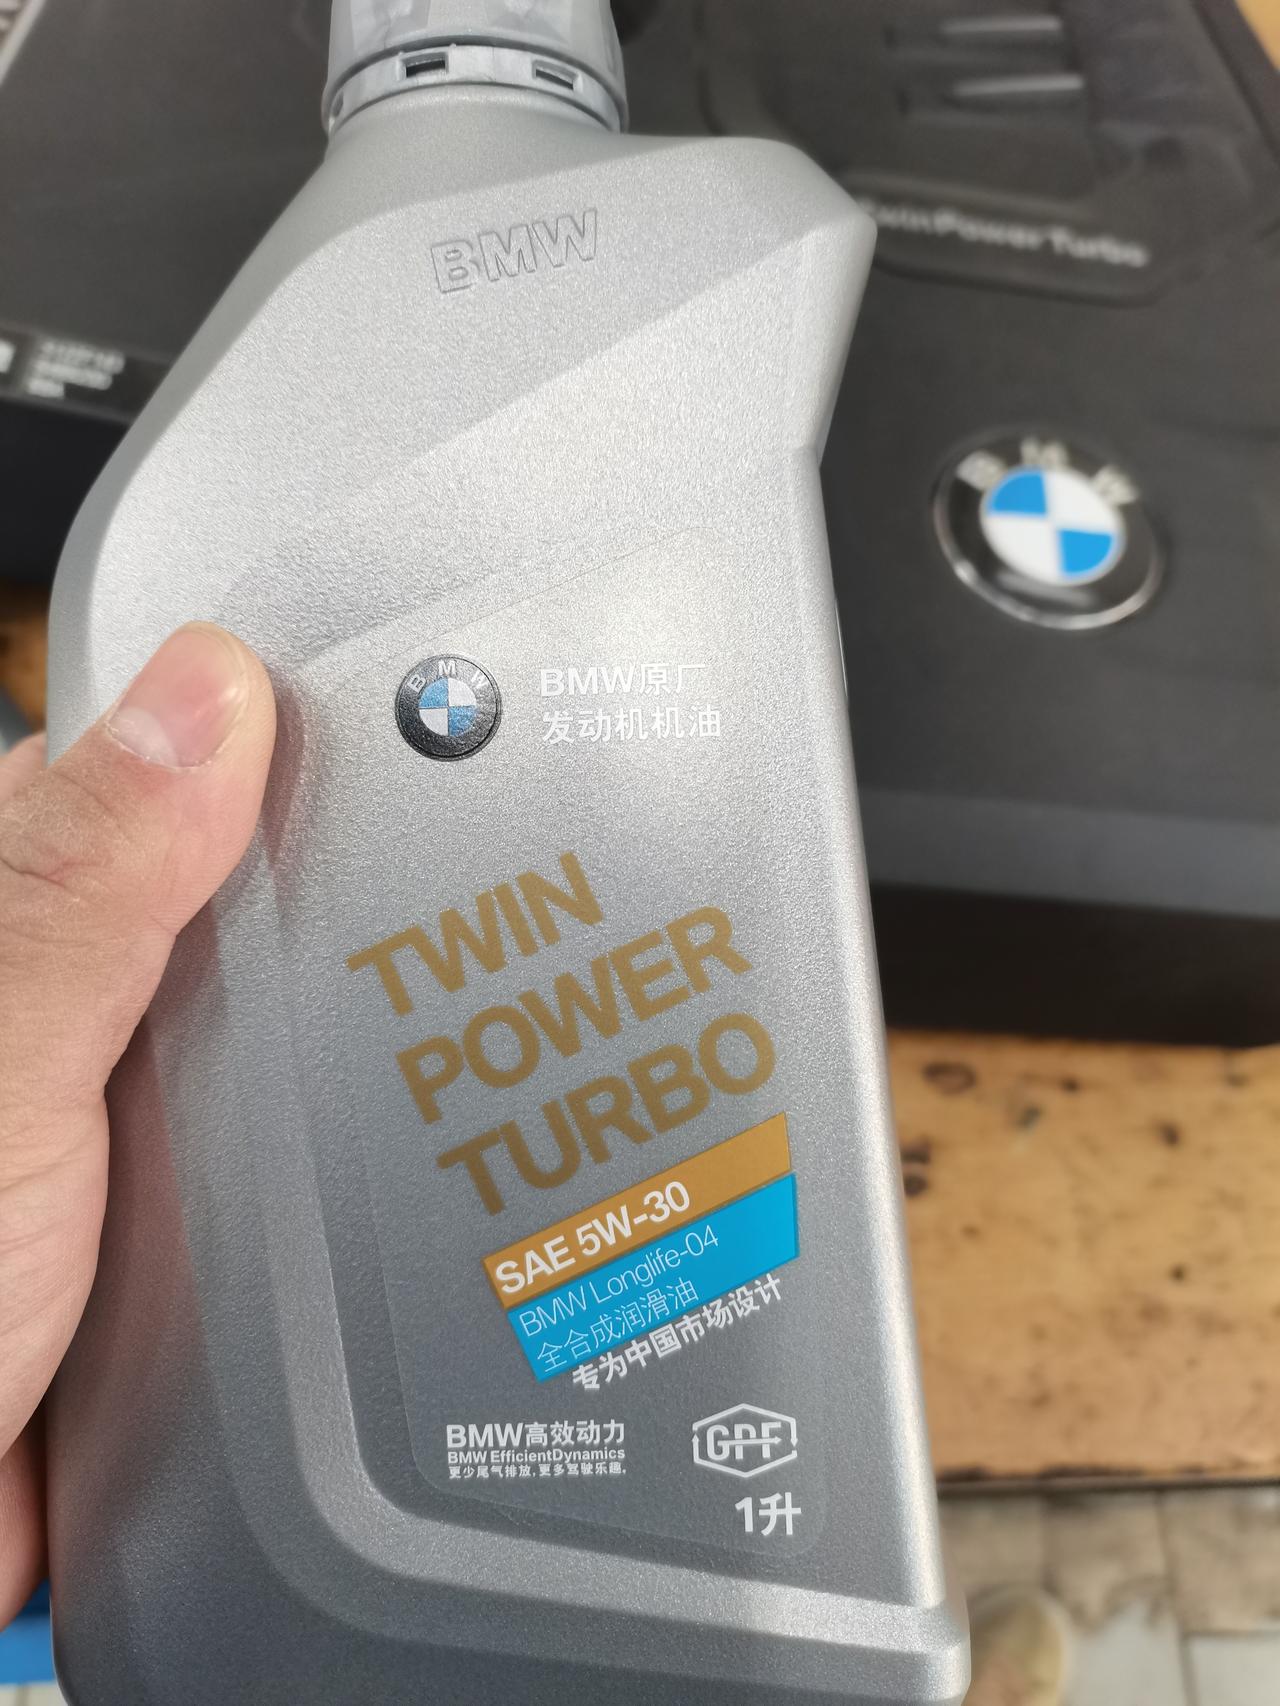 BMW
TwinPower Turbo
BMW
BMW
BMW原厂
发动机机油
TWIN
POWER
TURBO
SAE 5W-30
BMW Longlife-04
全合成润滑油
专为中国市场设计
BMW高效动力
BMW EfficientDynamics
更少尾气排放,更多驾驶乐趣。
GPF
1升